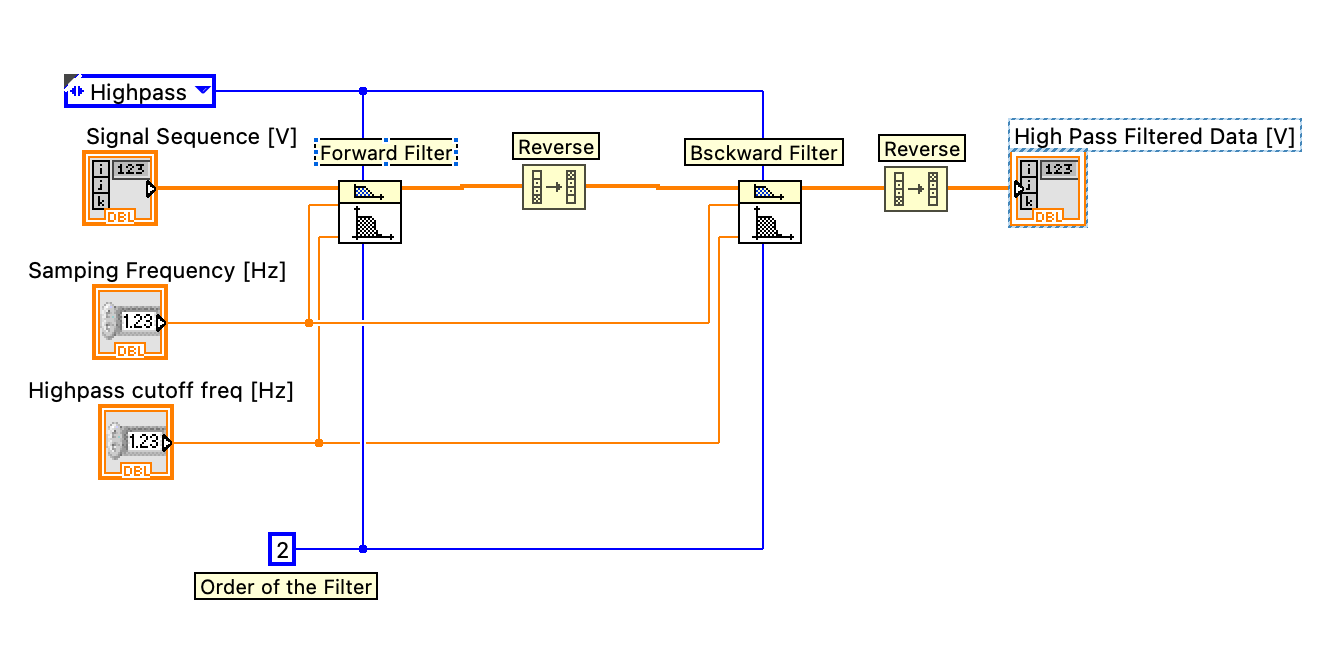 Highpass
Signal Sequence [V]
i
j
k
123
DBL
Forward Filter
Reverse
Bsckward Filter
Reverse
High Pass Filtered Data [V]
i
j
k
123
DBL
Samping Frequency [Hz]
1.23
DBL
Highpass cutoff freq [Hz]
1.23
DBL
2
Order of the Filter